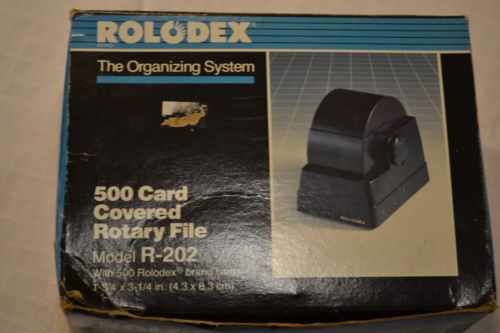 ROLODEX®
The Organizing System
500 Card
Covered
Rotary File
Model R-202
With 500 Rolodex® brand cards
1-3/4 x 3-1/4 in. (4.3 x 8.3 cm)
ROLODEX